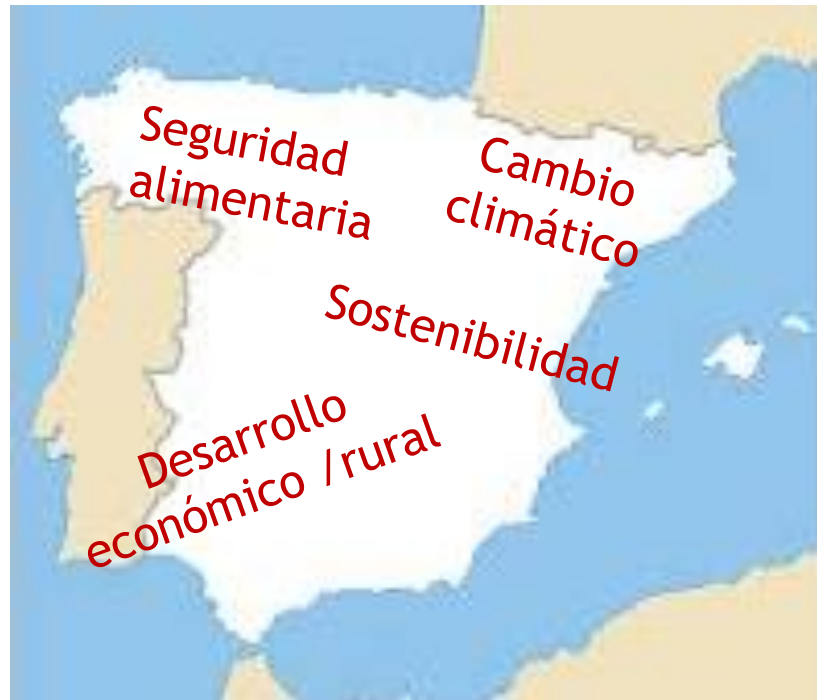 Seguridad
alimentaria
Cambio
climático
Sostenibilidad
Desarrollo
económico /rural